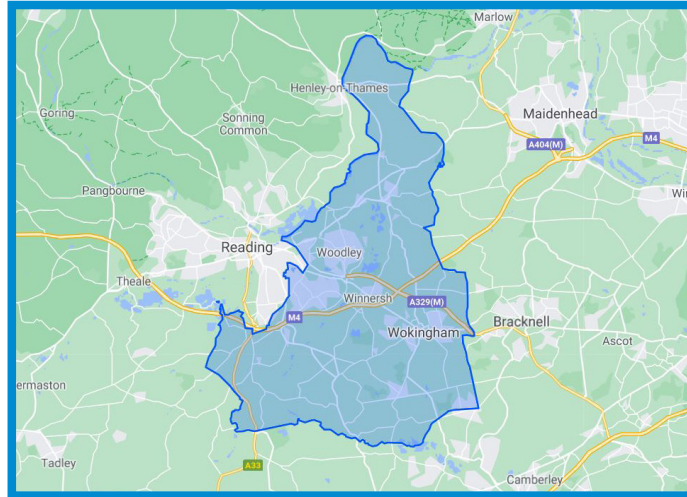 Marlow
Henley-on-Thames
Goring
Sonning
Common
Maidenhead
A404(M)
M4
Pangbourne
Win
Reading
Woodley
Theale
Winnersh
A329(M)
M4
Wokingham
Bracknell
Ascot
ermaston
Tadley
A33
Camberley